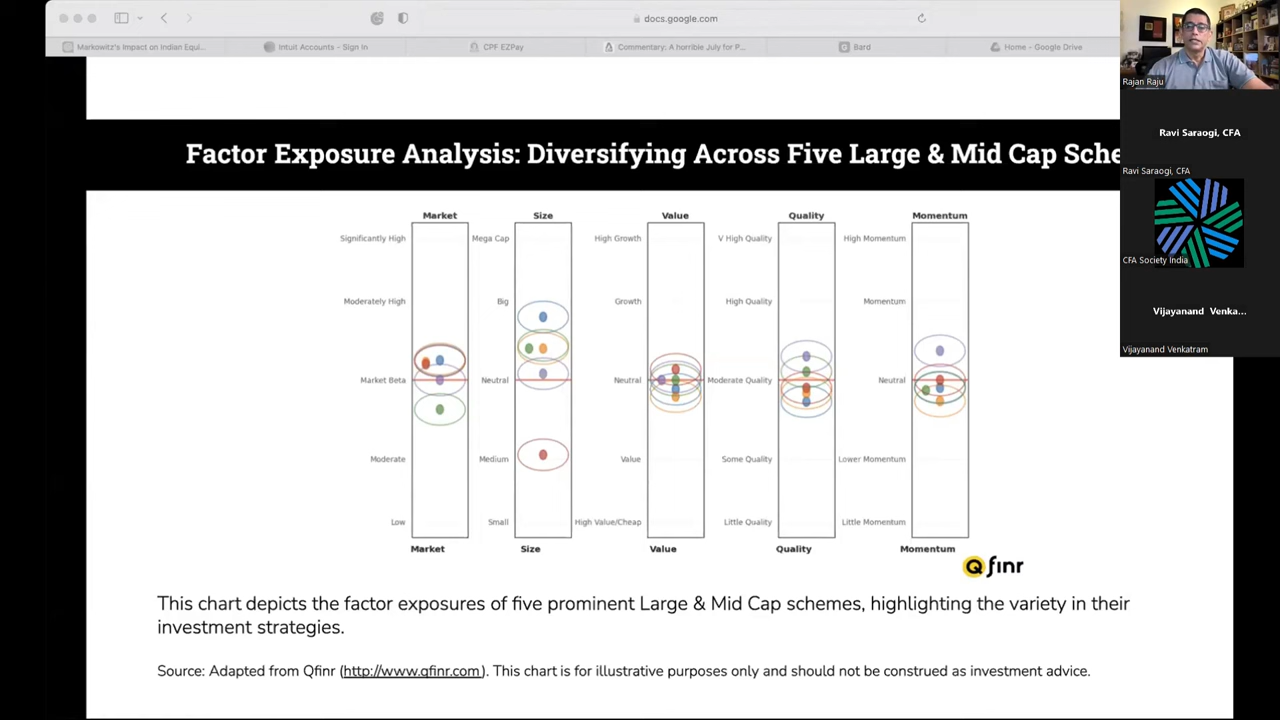 docs.google.com
Markowitz's Impact on Indian Equi...
Intuit Accounts - Sign In
CPF EZPay
Commentary: A horrible July for P...
Bard
Home - Google Drive
Rajan Raju
Ravi Saraogi, CFA
Ravi Saraogi, CFA
CFA Society India
Vijayanand Venka...
Vijayanand Venkatram
Factor Exposure Analysis: Diversifying Across Five Large & Mid Cap Sche
Market Size Value Quality Momentum
Significantly High Mega Cap High Growth V High Quality High Momentum
Moderately High Big Growth High Quality Momentum
Market Beta Neutral Neutral Moderate Quality Neutral
Moderate Medium Value Some Quality Lower Momentum
Low Small High Value/Cheap Little Quality Little Momentum
Market Size Value Quality Momentum
Qfinr
This chart depicts the factor exposures of five prominent Large & Mid Cap schemes, highlighting the variety in their
investment strategies.
Source: Adapted from Qfinr (http://www.qfinr.com). This chart is for illustrative purposes only and should not be construed as investment advice.